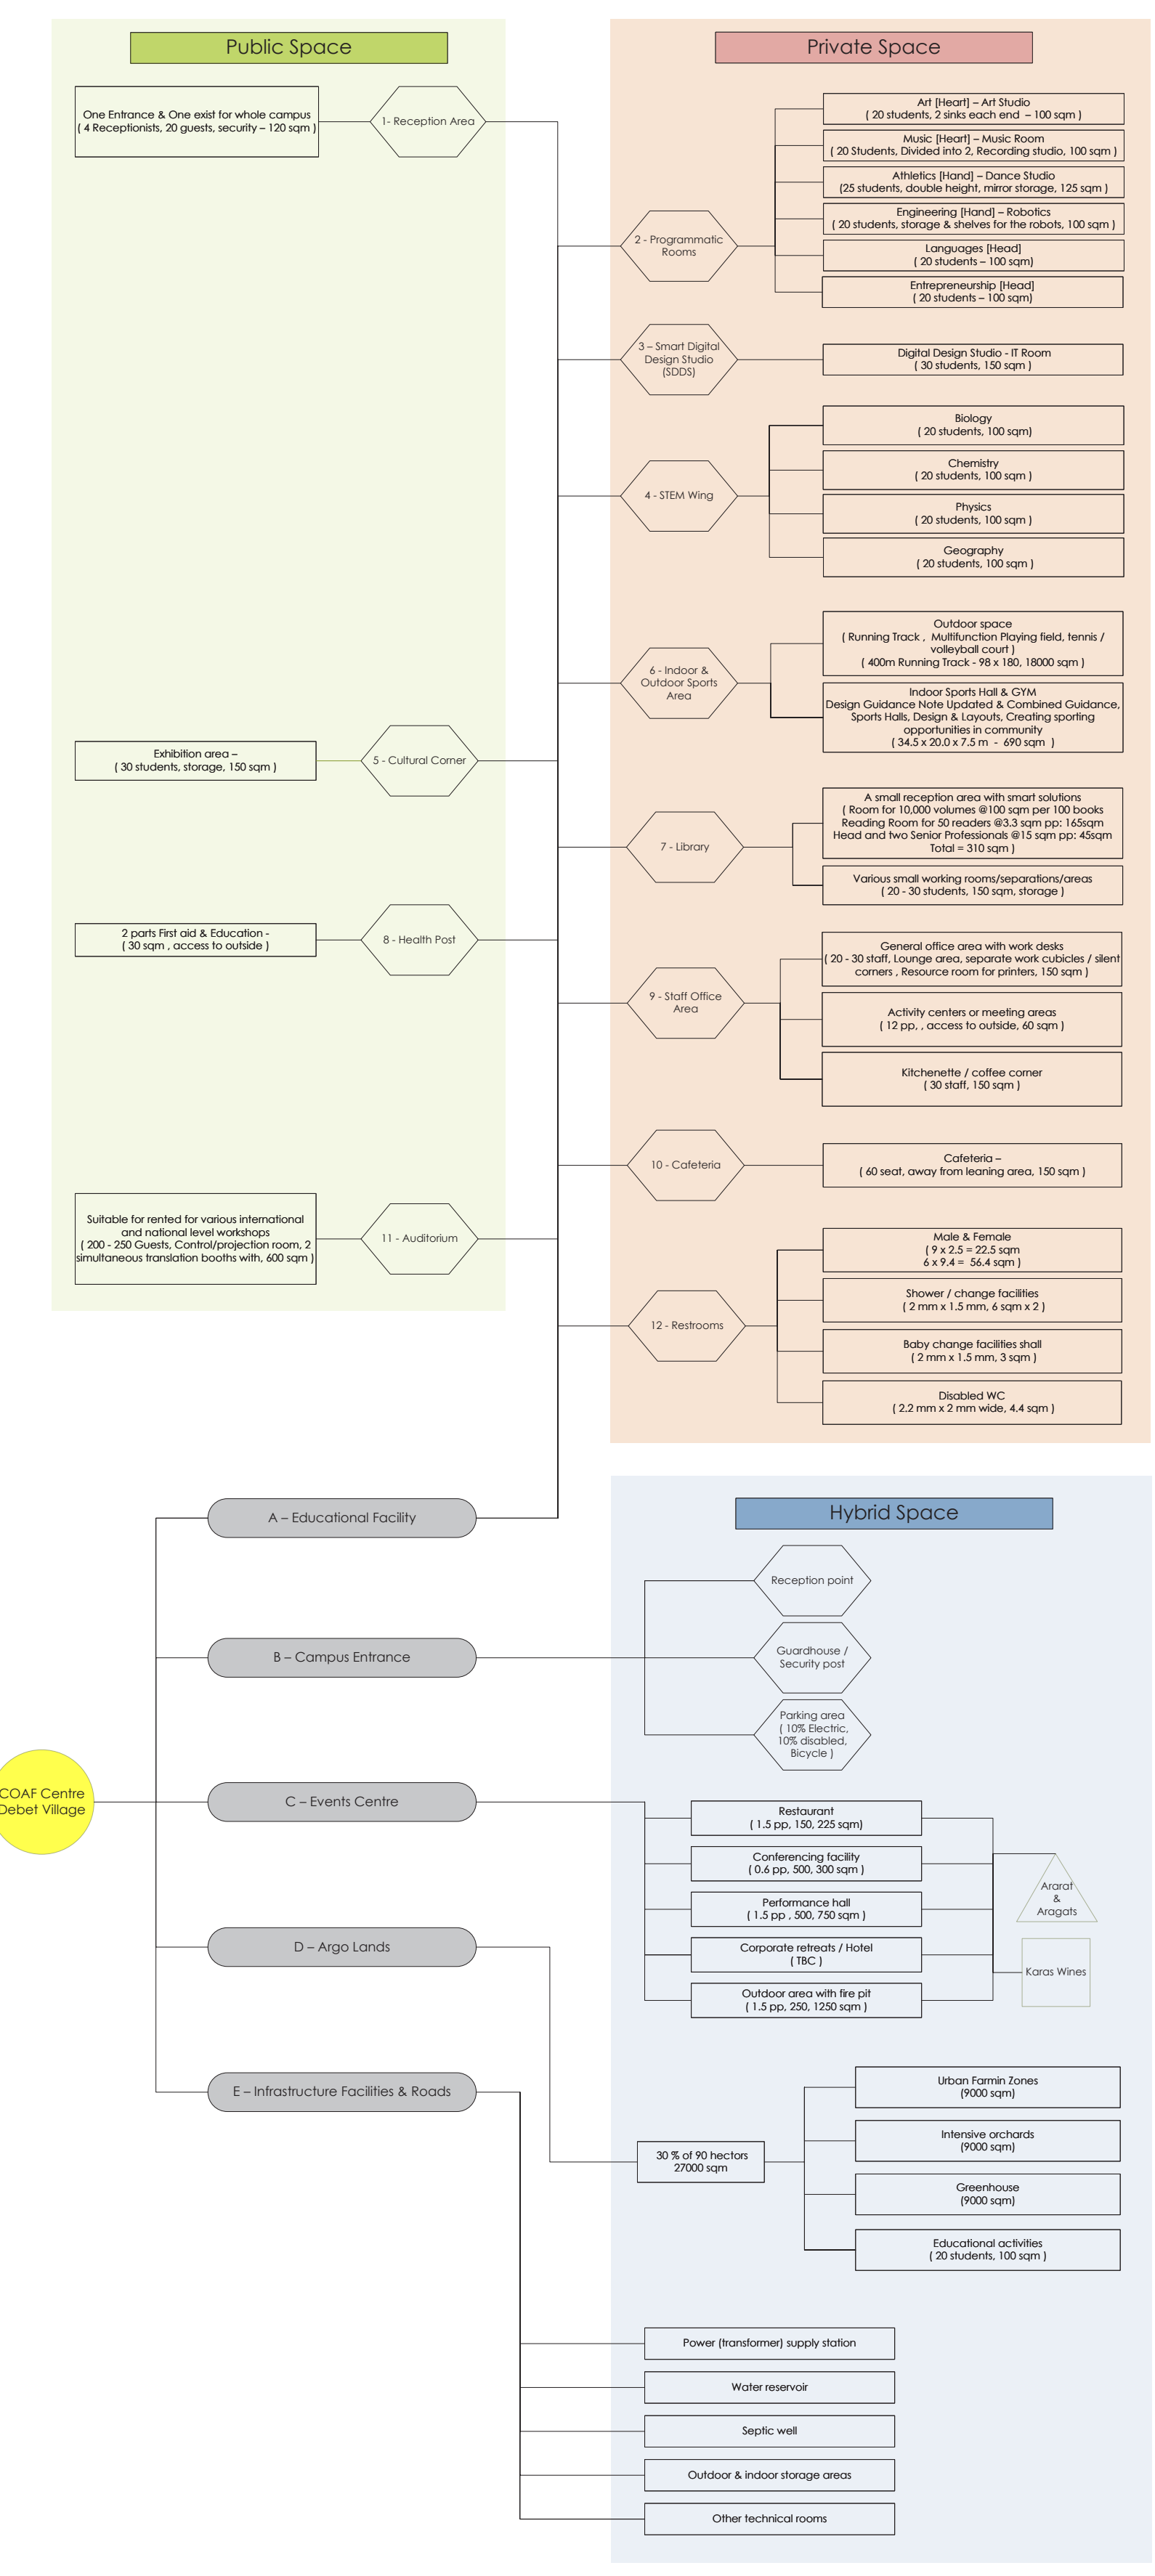 Public Space
One Entrance & One exist for whole campus
( 4 Receptionists, 20 guests, security – 120 sqm )
1- Reception Area
Exhibition area –
( 30 students, storage, 150 sqm )
5 - Cultural Corner
2 parts First aid & Education -
( 30 sqm , access to outside )
8 - Health Post
Suitable for rented for various international
and national level workshops
( 200 - 250 Guests, Control/projection room, 2
simultaneous translation booths with, 600 sqm )
11 - Auditorium
Private Space
2 - Programmatic
Rooms
Art [Heart] – Art Studio
( 20 students, 2 sinks each end – 100 sqm )
Music [Heart] – Music Room
( 20 Students, Divided into 2, Recording studio, 100 sqm )
Athletics [Hand] – Dance Studio
(25 students, double height, mirror storage, 125 sqm )
Engineering [Hand] – Robotics
( 20 students, storage & shelves for the robots, 100 sqm )
Languages [Head]
( 20 students – 100 sqm)
Entrepreneurship [Head]
( 20 students – 100 sqm)
3 – Smart Digital
Design Studio
(SDDS)
Digital Design Studio - IT Room
( 30 students, 150 sqm )
4 - STEM Wing
Biology
( 20 students, 100 sqm)
Chemistry
( 20 students, 100 sqm )
Physics
( 20 students, 100 sqm )
Geography
( 20 students, 100 sqm )
6 - Indoor &
Outdoor Sports
Area
Outdoor space
( Running Track , Multifunction Playing field, tennis /
volleyball court )
( 400m Running Track - 98 x 180, 18000 sqm )
Indoor Sports Hall & GYM
Design Guidance Note Updated & Combined Guidance,
Sports Halls, Design & Layouts, Creating sporting
opportunities in community
( 34.5 x 20.0 x 7.5 m - 690 sqm )
7 - Library
A small reception area with smart solutions
( Room for 10,000 volumes @100 sqm per 100 books
Reading Room for 50 readers @3.3 sqm pp: 165sqm
Head and two Senior Professionals @15 sqm pp: 45sqm
Total = 310 sqm )
Various small working rooms/separations/areas
( 20 - 30 students, 150 sqm, storage )
9 - Staff Office
Area
General office area with work desks
( 20 - 30 staff, Lounge area, separate work cubicles / silent
corners , Resource room for printers, 150 sqm )
Activity centers or meeting areas
( 12 pp, , access to outside, 60 sqm )
Kitchenette / coffee corner
( 30 staff, 150 sqm )
10 - Cafeteria
Cafeteria –
( 60 seat, away from leaning area, 150 sqm )
12 - Restrooms
Male & Female
( 9 x 2.5 = 22.5 sqm
6 x 9.4 = 56.4 sqm )
Shower / change facilities
( 2 mm x 1.5 mm, 6 sqm x 2 )
Baby change facilities shall
( 2 mm x 1.5 mm, 3 sqm )
Disabled WC
( 2.2 mm x 2 mm wide, 4.4 sqm )
COAF Centre
Debet Village
A – Educational Facility
B – Campus Entrance
C – Events Centre
D – Argo Lands
E – Infrastructure Facilities & Roads
Hybrid Space
Reception point
Guardhouse /
Security post
Parking area
( 10% Electric,
10% disabled,
Bicycle )
Restaurant
( 1.5 pp, 150, 225 sqm)
Conferencing facility
( 0.6 pp, 500, 300 sqm )
Performance hall
( 1.5 pp , 500, 750 sqm )
Corporate retreats / Hotel
( TBC )
Outdoor area with fire pit
( 1.5 pp, 250, 1250 sqm )
Ararat
&
Aragats
Karas Wines
30 % of 90 hectors
27000 sqm
Urban Farmin Zones
(9000 sqm)
Intensive orchards
(9000 sqm)
Greenhouse
(9000 sqm)
Educational activities
( 20 students, 100 sqm )
Power (transformer) supply station
Water reservoir
Septic well
Outdoor & indoor storage areas
Other technical rooms